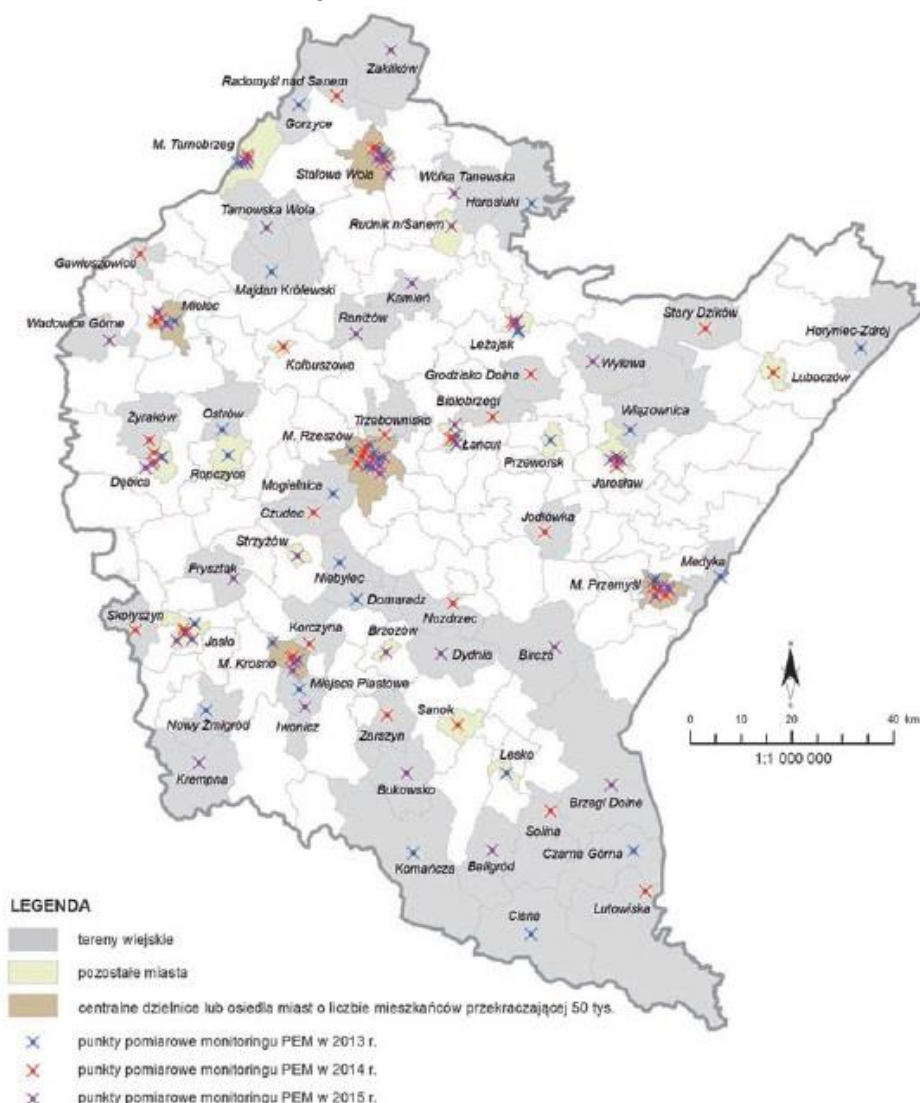 Zaklików
Radomyśl nad Sanem
Gorzyce
M. Tarnobrzeg
Stalowa Wola
Wólka Tanewska
Harasiuki
Tarnowska Wola
Rudnik n/Sanem
Gawłuszowice
Majdan Królewski
Kamień
Mielec
Stary Dzików
Wadowice Górne
Raniżów
Horyniec-Zdrój
Leżajsk
Kolbuszowa
Wylewa
Grodzisko Dolne
Lubaczów
Białobrzegi
Żyraków
Ostrów
Trzebownisko
Wiązownica
M. Rzeszów
Łańcut
Przeworsk
Dębica
Ropczyce
Jarosław
Mogielnica
Czudec
Jodłówka
Strzyżów
Medyka
Frysztak
Niebylec
M. Przemyśl
Domaradz
Skołyszyn
Nozdrzec
Korczyna
Brzozów
Jasło
Dydnia
Bircza
M. Krosno
Miejsce Piastowe
Nowy Żmigród
Iwonicz
Zarszyn
Sanok
0 10 20 40 km
1:1 000 000
Lesko
Krempna
Bukowsko
Brzegi Dolne
Solina
Komańcza
Baligród
Czarna Górna
Lutowiska
Cisna
LEGENDA
tereny wiejskie
pozostałe miasta
centralne dzielnice lub osiedla miast o liczbie mieszkańców przekraczającej 50 tys.
punkty pomiarowe monitoringu PEM w 2013 r.
punkty pomiarowe monitoringu PEM w 2014 r.
punkty pomiarowe monitoringu PEM w 2015 r.